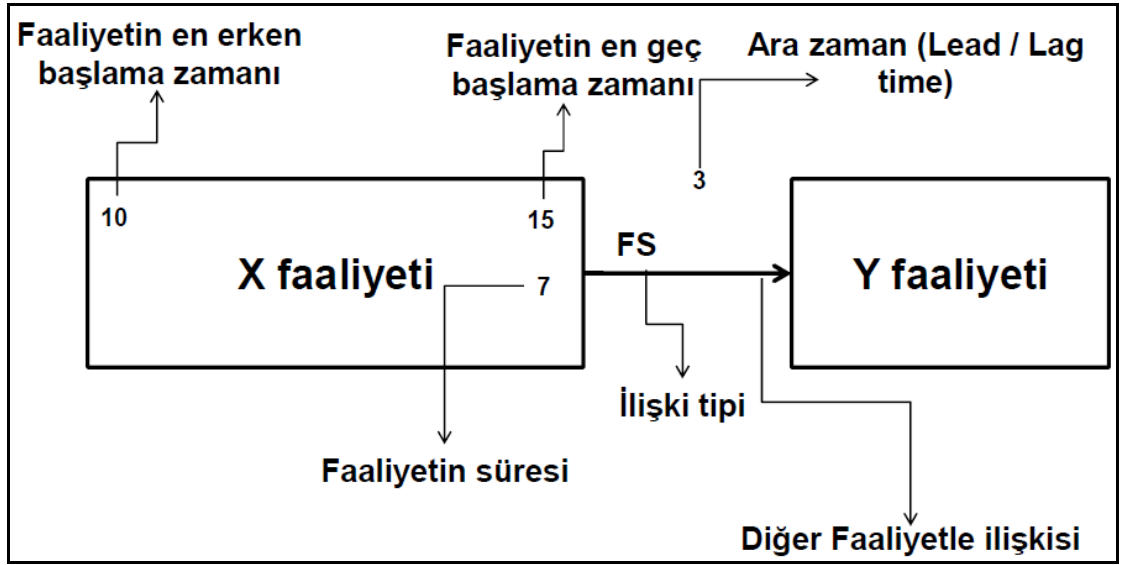 Faaliyetin en erken
başlama zamanı
Faaliyetin en geç
başlama zamanı
Ara zaman (Lead / Lag
time)
3
10
15
X faaliyeti
7
FS
Y faaliyeti
İlişki tipi
Faaliyetin süresi
Diğer Faaliyetle ilişkisi